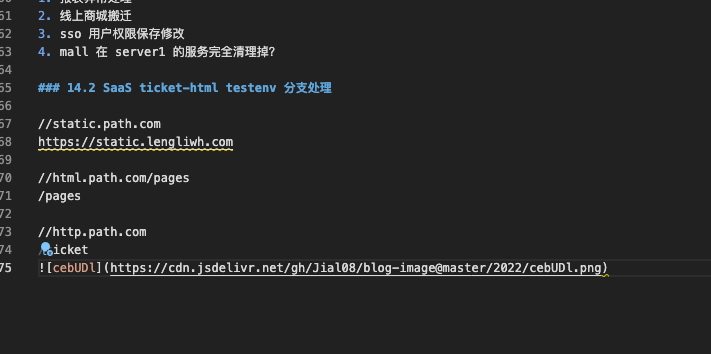 61 2. 线上商城搬迁
62 3. sso 用户权限保存修改
63 4. mall 在 server1 的服务完全清理掉?
64
65 ### 14.2 SaaS ticket-html testenv 分支处理
66
67 //static.path.com
68 https://static.lengliwh.com
69
70 //html.path.com/pages
71 /pages
72
73 //http.path.com
74 icket
75 ![cebUDl](https://cdn.jsdelivr.net/gh/Jial08/blog-image@master/2022/cebUDl.png)